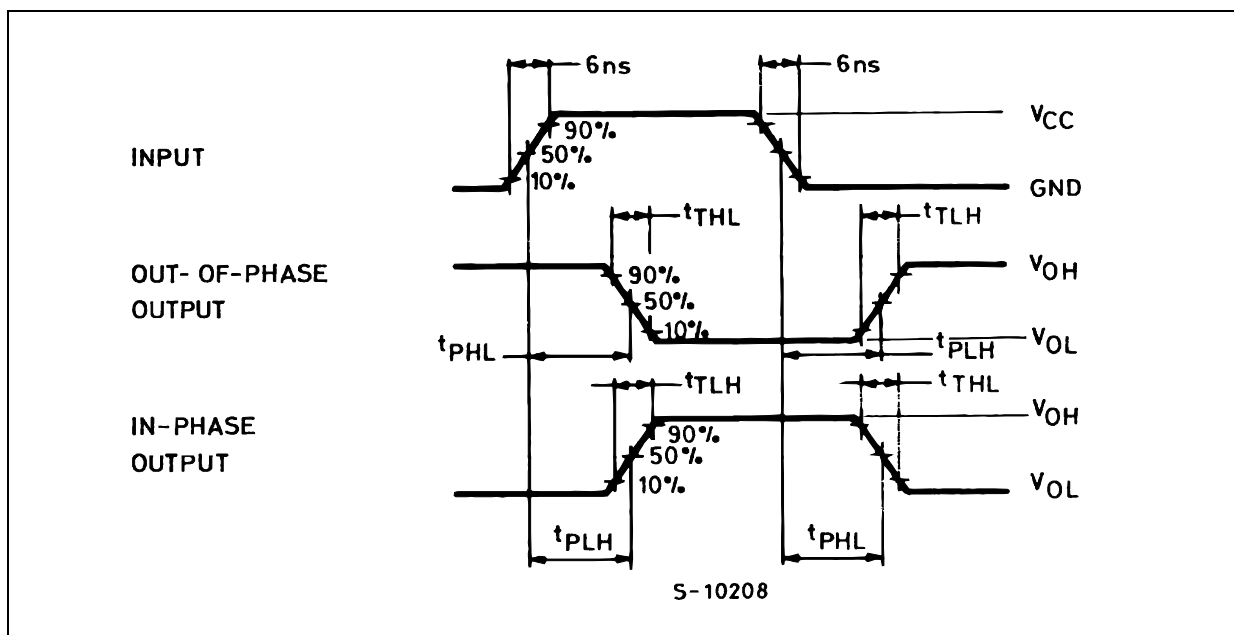 6ns 6ns
VCC
90%
INPUT 50%
10%
GND
tTHL tTLH
OUT-OF-PHASE 90% VOH
OUTPUT 50%
10%
tPHL tPLH VOL
tTLH tTHL
IN-PHASE VOH
90%
OUTPUT 50%
10% VOL
tPLH tPHL
S-10208